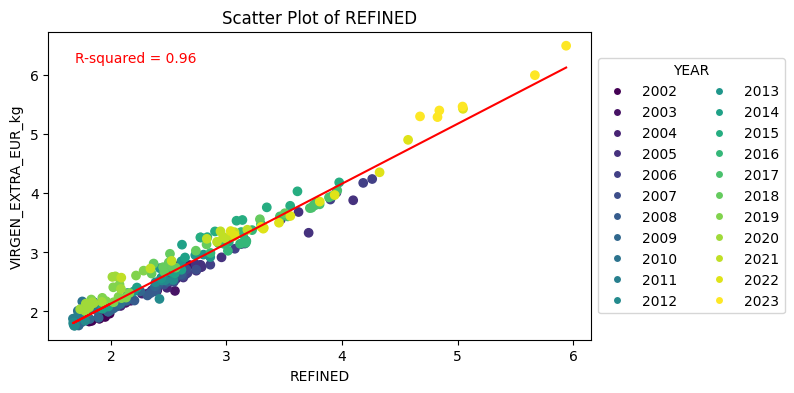 Scatter Plot of REFINED
R-squared = 0.96
VIRGEN_EXTRA_EUR_kg
6
5
4
3
2
2 3 4 5 6
REFINED
YEAR
2002 2013
2003 2014
2004 2015
2005 2016
2006 2017
2007 2018
2008 2019
2009 2020
2010 2021
2011 2022
2012 2023